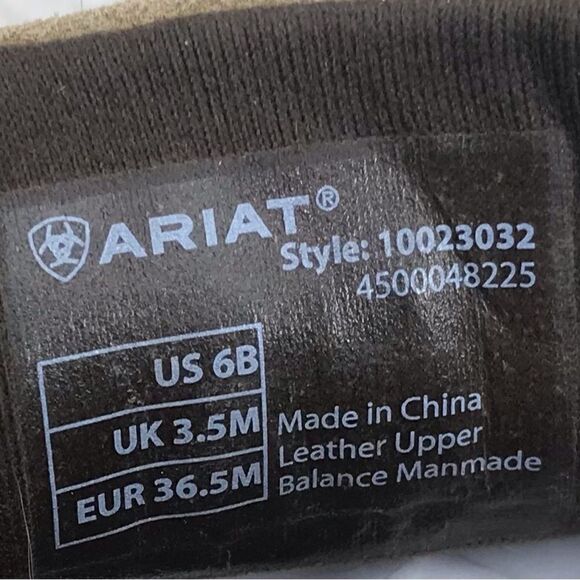 ARIAT®
Style: 10023032
4500048225
US 6B
UK 3.5M
EUR 36.5M
Made in China
Leather Upper
Balance Manmade